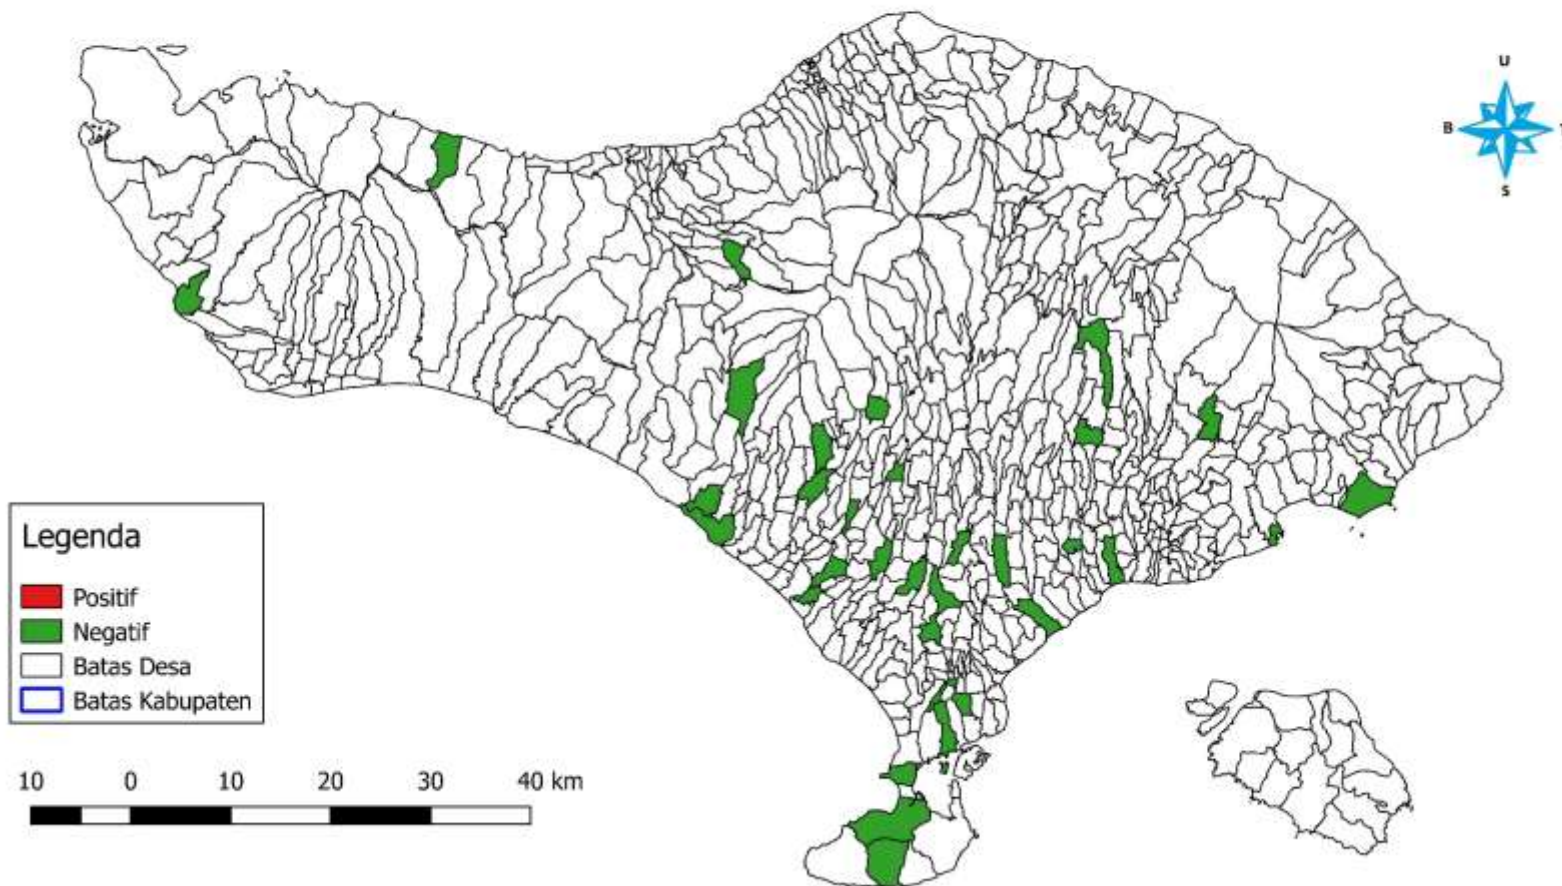 U
B
T
S
Legenda
Positif
Negatif
Batas Desa
Batas Kabupaten
10 0 10 20 30 40 km